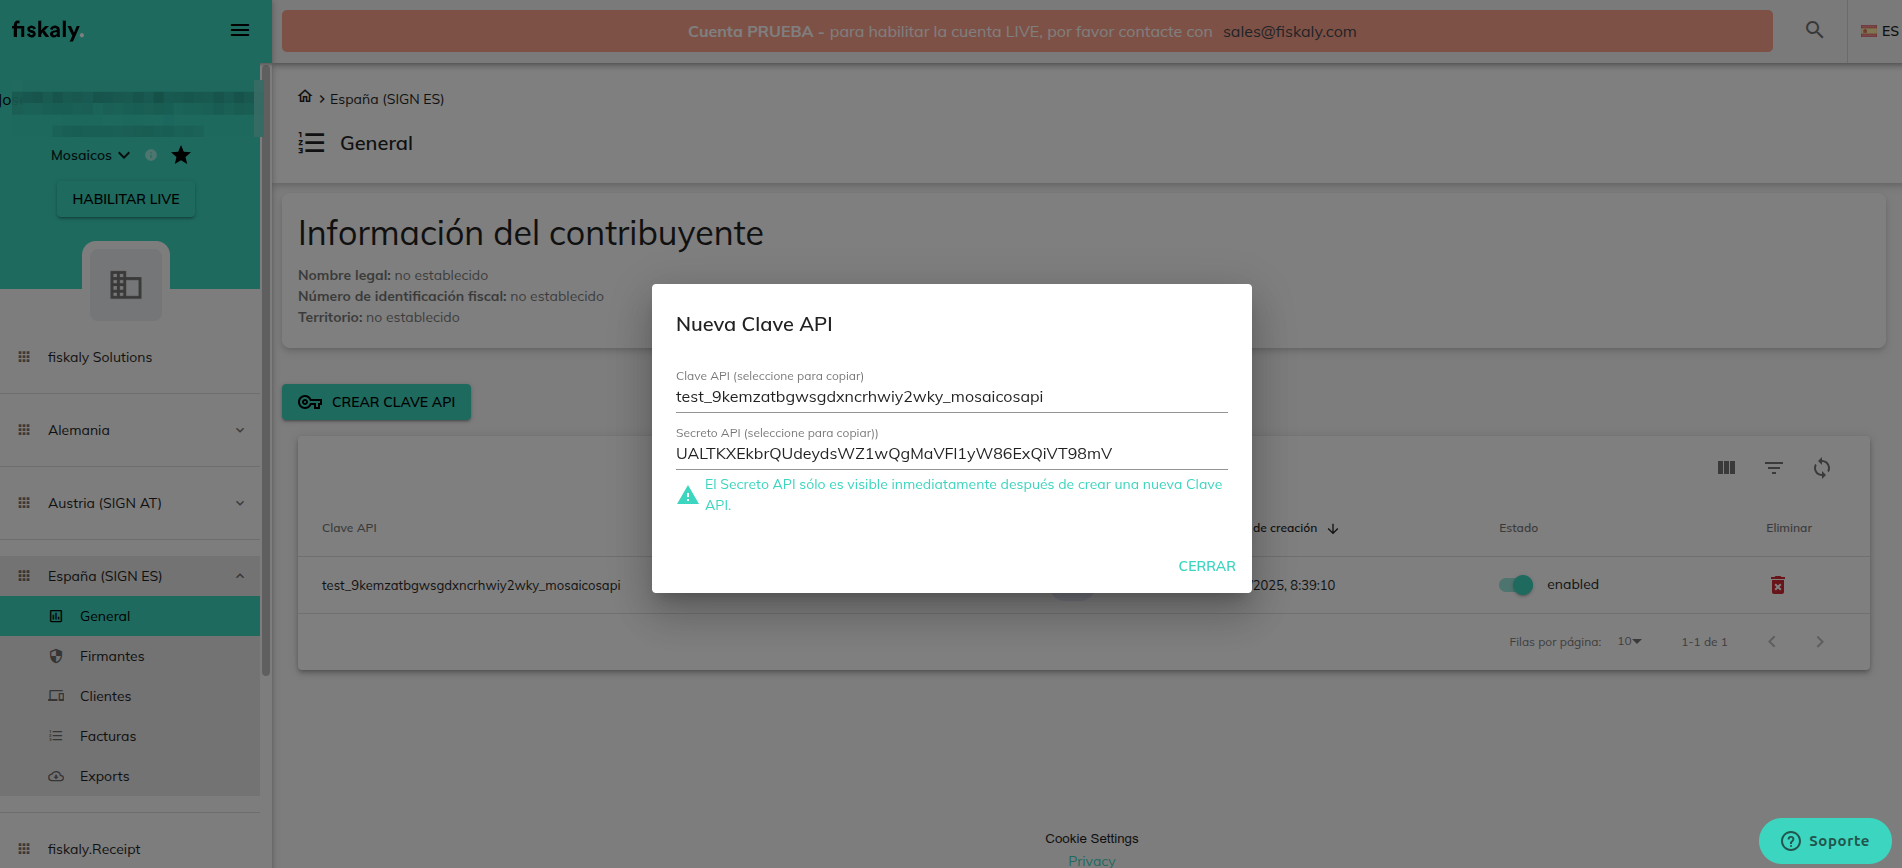 fiskaly.
Cuenta PRUEBA - para habilitar la cuenta LIVE, por favor contacte con sales@fiskaly.com
ES
Mosaicos
HABILITAR LIVE
fiskaly Solutions
Alemania
Austria (SIGN AT)
España (SIGN ES)
General
Firmantes
Clientes
Facturas
Exports
fiskaly.Receipt
España (SIGN ES)
General
Información del contribuyente
Nombre legal: no establecido
Número de identificación fiscal: no establecido
Territorio: no establecido
CREAR CLAVE API
Clave API
de creación
Estado
Eliminar
test_9kemzatbgwsgdxncrhwiy2wky_mosaicosapi
/2025, 8:39:10
enabled
Filas por página: 10
1-1 de 1
Nueva Clave API
Clave API (seleccione para copiar)
test_9kemzatbgwsgdxncrhwiy2wky_mosaicosapi
Secreto API (seleccione para copiar))
UALTKXEkbrQUdeydsWZ1wQgMaVFl1yW86ExQiVT98mV
El Secreto API sólo es visible inmediatamente después de crear una nueva Clave
API.
CERRAR
Cookie Settings
Privacy
Soporte